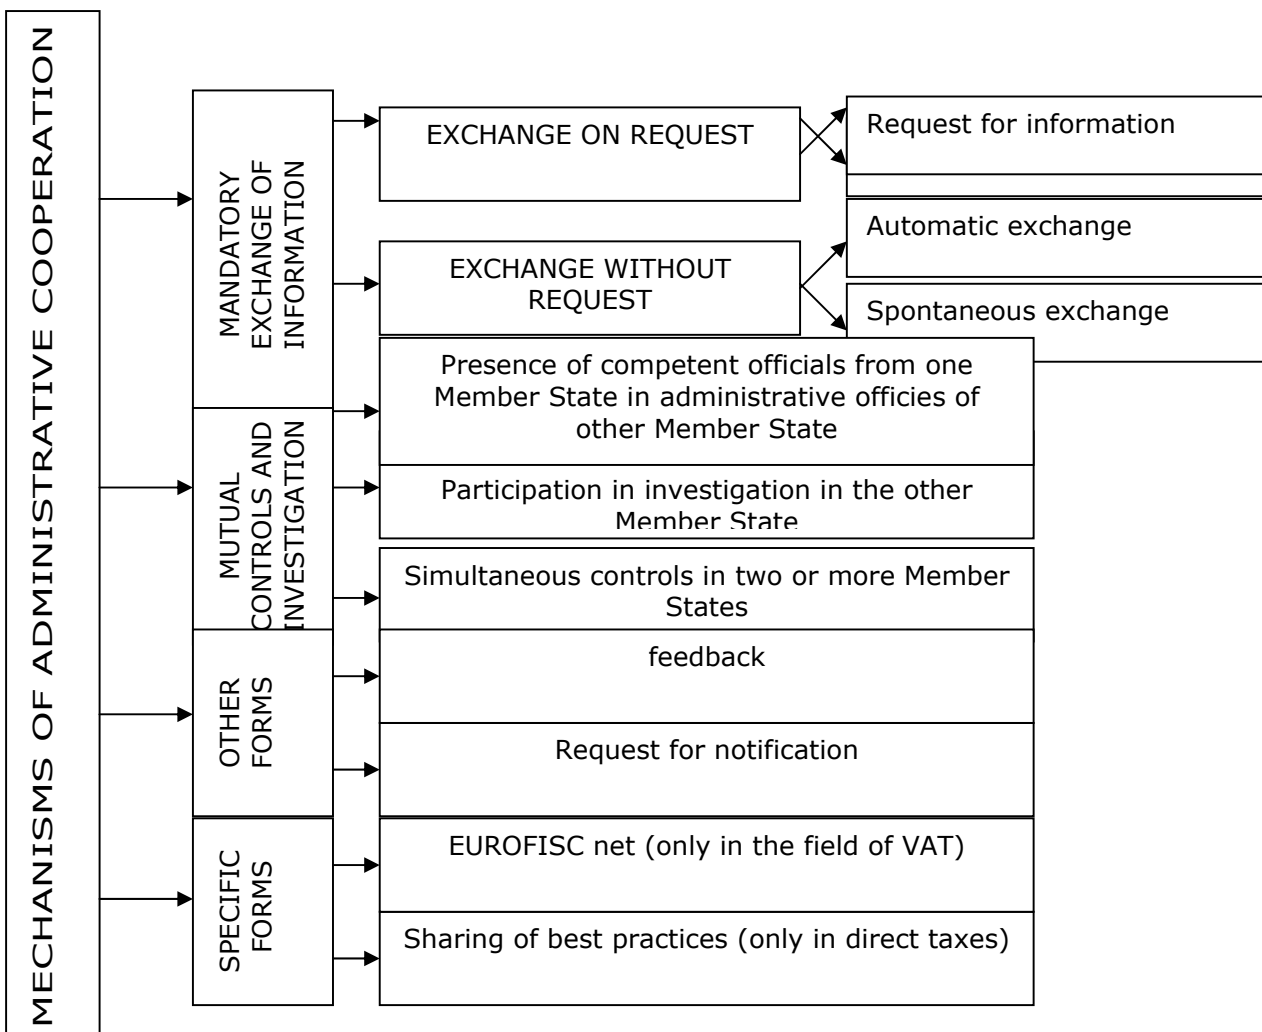 MECHANISMS OF ADMINISTRATIVE COOPERATION
MANDATORY
EXCHANGE OF
INFORMATION
EXCHANGE ON REQUEST
Request for information
EXCHANGE WITHOUT
REQUEST
Automatic exchange
Spontaneous exchange
MUTUAL
CONTROLS AND
INVESTIGATION
Presence of competent officials from one
Member State in administrative officies of
other Member State
Participation in investigation in the other
Member State
Simultaneous controls in two or more Member
States
OTHER
FORMS
feedback
Request for notification
SPECIFIC
FORMS
EUROFISC net (only in the field of VAT)
Sharing of best practices (only in direct taxes)